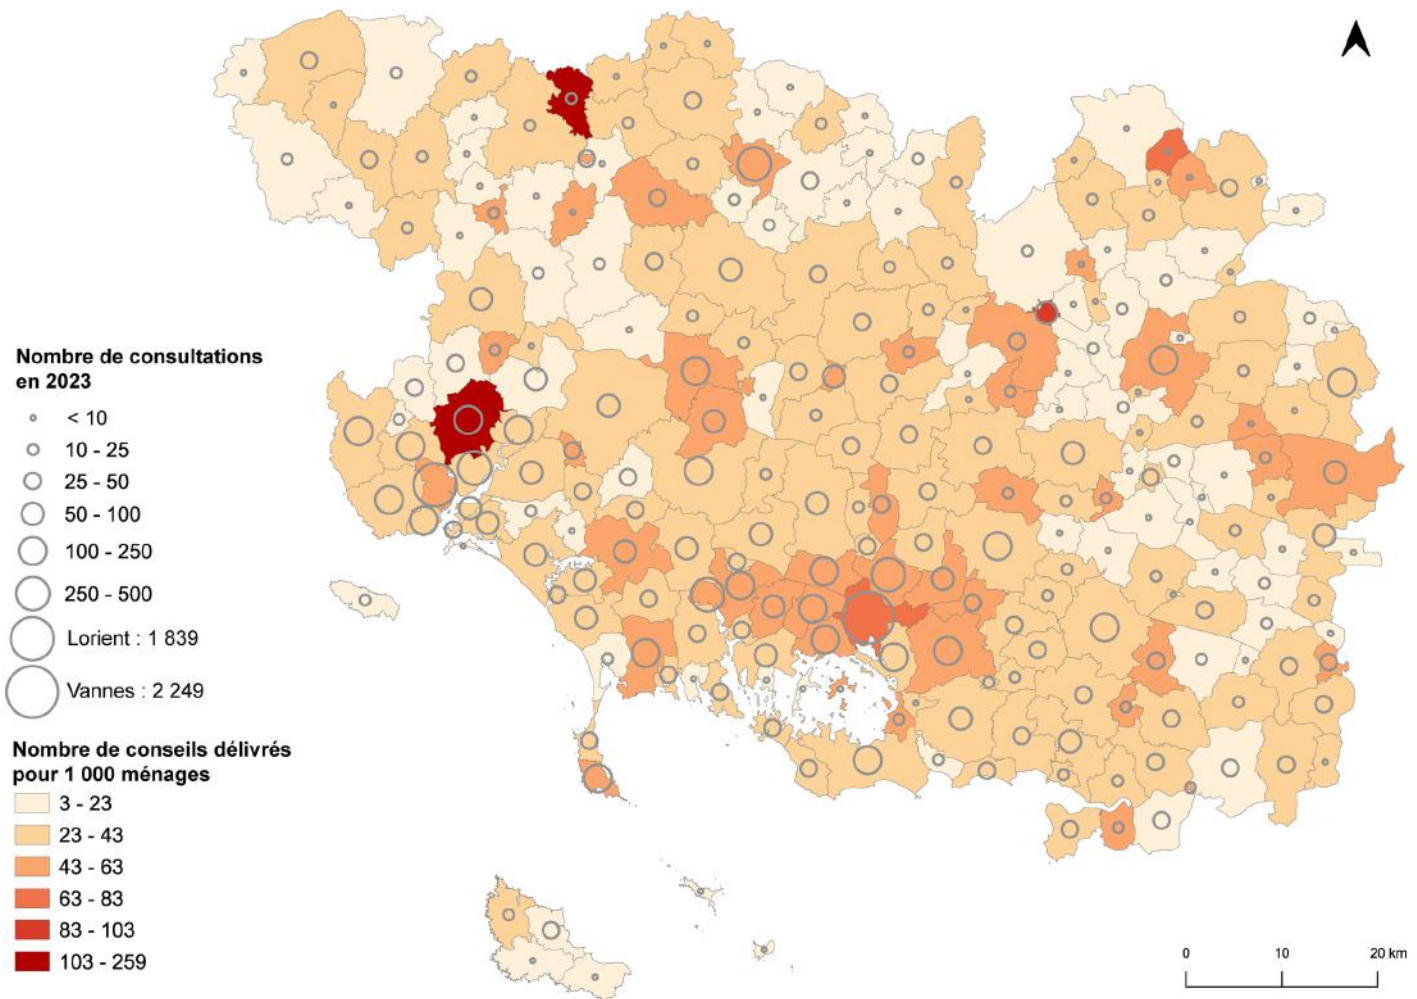 Nombre de consultations
en 2023
< 10
10 - 25
25 - 50
50 - 100
100 - 250
250 - 500
Lorient : 1 839
Vannes : 2 249
Nombre de conseils délivrés
pour 1 000 ménages
3 - 23
23 - 43
43 - 63
63 - 83
83 - 103
103 - 259
0 10 20 km